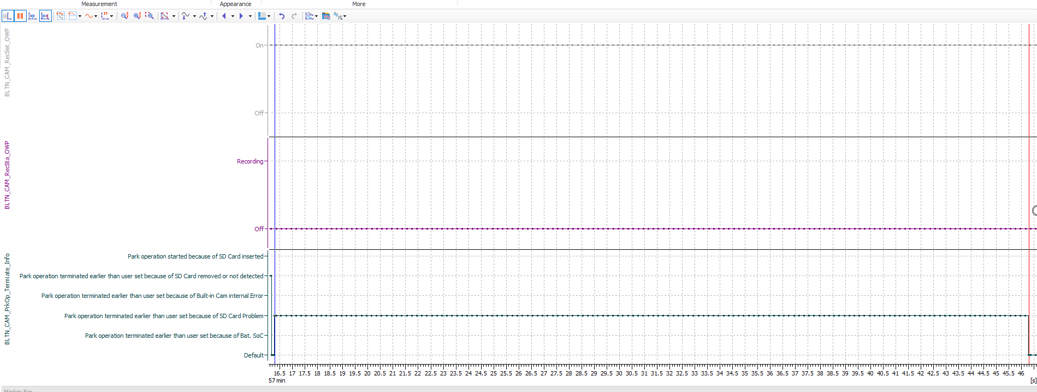 Measurement Appearance More
BLTN_CAM_RecSet_OWP
On
Off
BLTN_CAM_RecSta_OWP
Recording
Off
BLTN_CAM_PrkOp_Termiate_Info
Park operation started because of SD Card inserted
Park operation terminated earlier than user set because of SD Card removed or not detected
Park operation terminated earlier than user set because of Built-in Cam internal Error
Park operation terminated earlier than user set because of SD Card Problem
Park operation terminated earlier than user set because of Bat. SoC
Default
16.5 17 17.5 18 18.5 19 19.5 20 20.5 21 21.5 22 22.5 23 23.5 24 24.5 25 25.5 26 26.5 27 27.5 28 28.5 29 29.5 30 30.5 31 31.5 32 32.5 33 33.5 34 34.5 35 35.5 36 36.5 37 37.5 38 38.5 39 39.5 40 40.5 41 41.5 42 42.5 43 43.5 44 44.5 45 45.5 46
57 min [s]